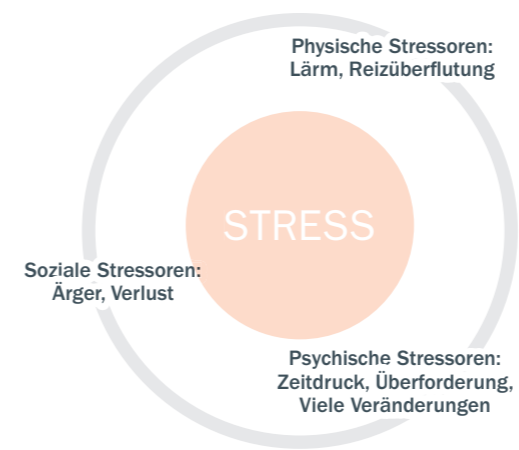 Physische Stressoren:
Lärm, Reizüberflutung
STRESS
Soziale Stressoren:
Ärger, Verlust
Psychische Stressoren:
Zeitdruck, Überforderung,
Viele Veränderungen